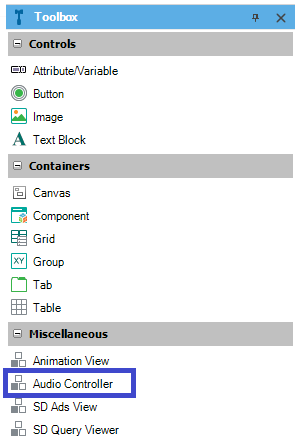 Toolbox
Controls
Attribute/Variable
Button
Image
A Text Block
Containers
Canvas
Component
Grid
XY Group
Tab
Table
Miscellaneous
Animation View
Audio Controller
SD Ads View
SD Query Viewer